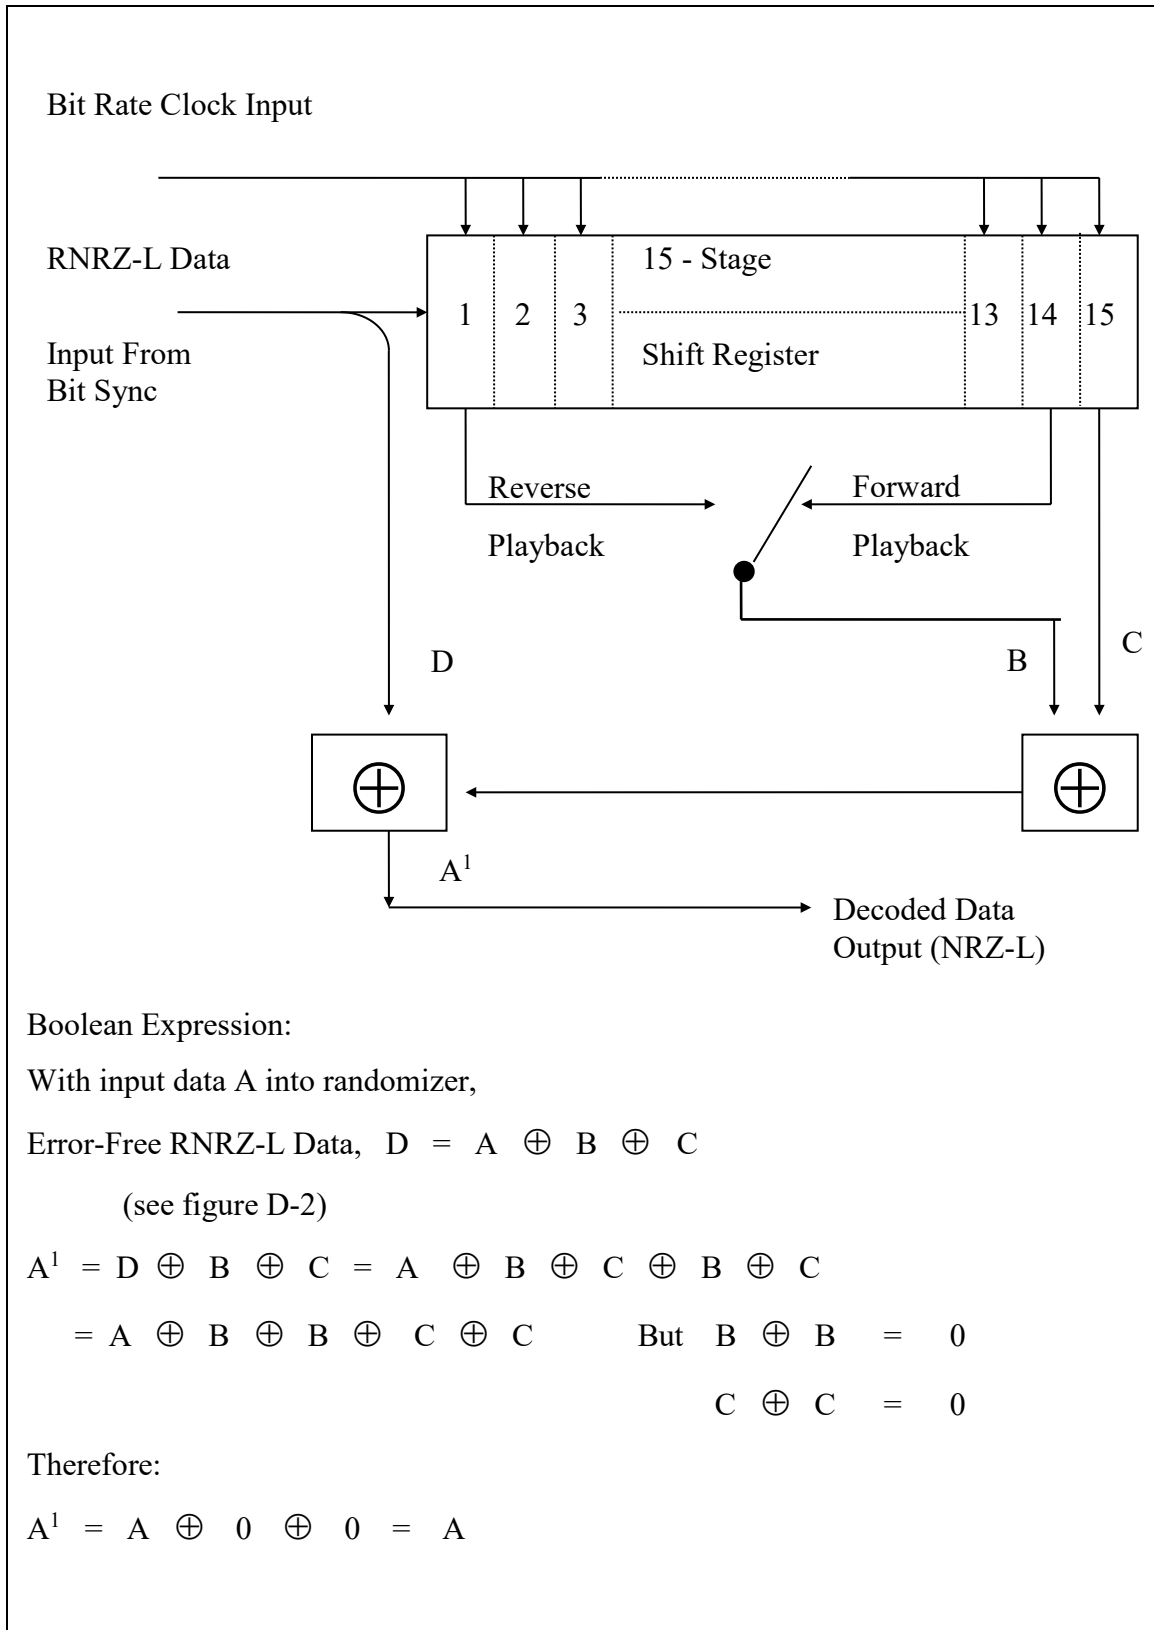 Bit Rate Clock Input
RNRZ-L Data
15 - Stage
1 2 3 13 14 15
Input From
Bit Sync
Shift Register
Reverse
Playback
Forward
Playback
D
B
C
⊕ ⊕
A¹
Decoded Data
Output (NRZ-L)
Boolean Expression:
With input data A into randomizer,
Error-Free RNRZ-L Data, D = A ⊕ B ⊕ C
(see figure D-2)
A¹ = D ⊕ B ⊕ C = A ⊕ B ⊕ C ⊕ B ⊕ C
= A ⊕ B ⊕ B ⊕ C ⊕ C But B ⊕ B = 0
C ⊕ C = 0
Therefore:
A¹ = A ⊕ 0 ⊕ 0 = A